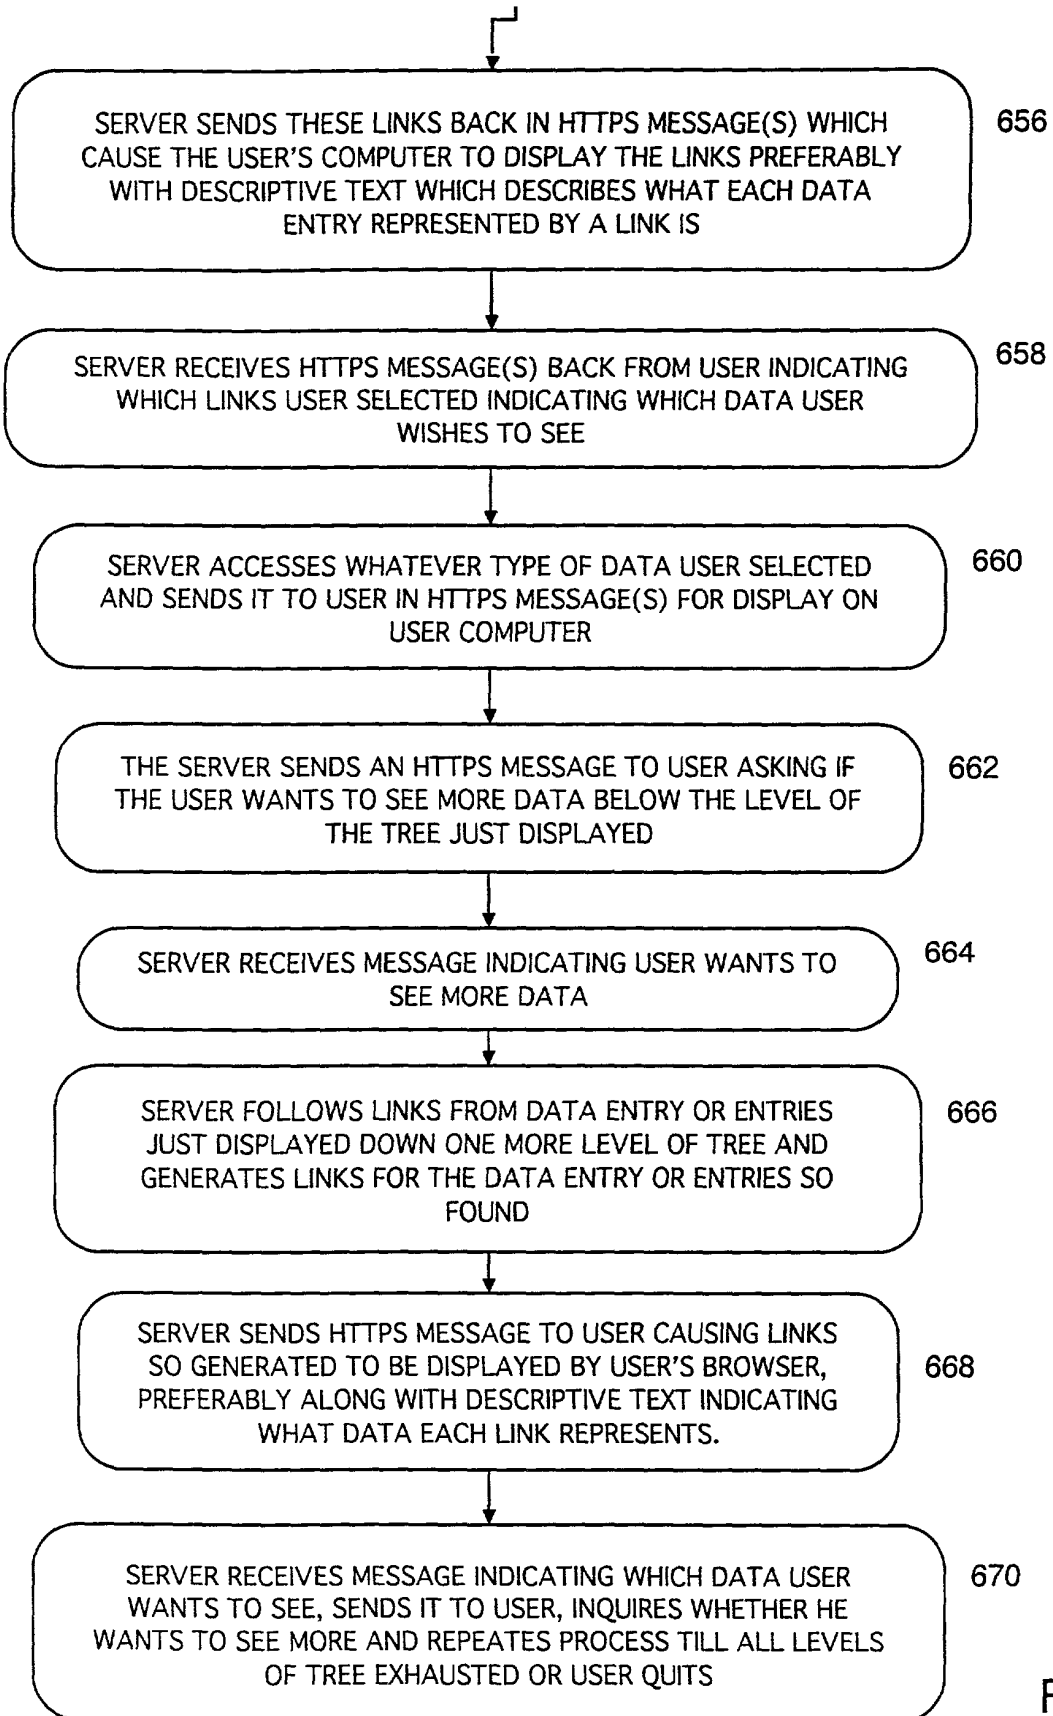 SERVER SENDS THESE LINKS BACK IN HTTPS MESSAGE(S) WHICH
CAUSE THE USER'S COMPUTER TO DISPLAY THE LINKS PREFERABLY
WITH DESCRIPTIVE TEXT WHICH DESCRIBES WHAT EACH DATA
ENTRY REPRESENTED BY A LINK IS
656
SERVER RECEIVES HTTPS MESSAGE(S) BACK FROM USER INDICATING
WHICH LINKS USER SELECTED INDICATING WHICH DATA USER
WISHES TO SEE
658
SERVER ACCESSES WHATEVER TYPE OF DATA USER SELECTED
AND SENDS IT TO USER IN HTTPS MESSAGE(S) FOR DISPLAY ON
USER COMPUTER
660
THE SERVER SENDS AN HTTPS MESSAGE TO USER ASKING IF
THE USER WANTS TO SEE MORE DATA BELOW THE LEVEL OF
THE TREE JUST DISPLAYED
662
SERVER RECEIVES MESSAGE INDICATING USER WANTS TO
SEE MORE DATA
664
SERVER FOLLOWS LINKS FROM DATA ENTRY OR ENTRIES
JUST DISPLAYED DOWN ONE MORE LEVEL OF TREE AND
GENERATES LINKS FOR THE DATA ENTRY OR ENTRIES SO
FOUND
666
SERVER SENDS HTTPS MESSAGE TO USER CAUSING LINKS
SO GENERATED TO BE DISPLAYED BY USER'S BROWSER,
PREFERABLY ALONG WITH DESCRIPTIVE TEXT INDICATING
WHAT DATA EACH LINK REPRESENTS.
668
SERVER RECEIVES MESSAGE INDICATING WHICH DATA USER
WANTS TO SEE, SENDS IT TO USER, INQUIRES WHETHER HE
WANTS TO SEE MORE AND REPEATS PROCESS TILL ALL LEVELS
OF TREE EXHAUSTED OR USER QUITS
670